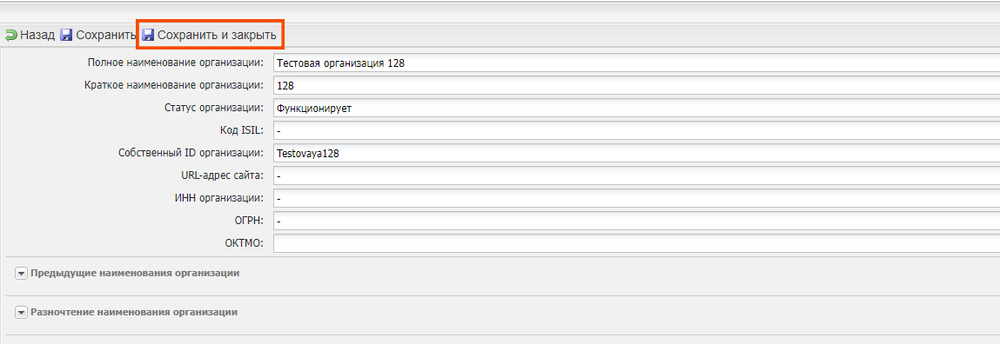 Назад Сохранить Сохранить и закрыть
Полное наименование организации: Тестовая организация 128
Краткое наименование организации: 128
Статус организации: Функционирует
Код ISIL: -
Собственный ID организации: Testovaya128
URL-адрес сайта: -
ИНН организации: -
ОГРН: -
ОКТМО:
Предыдущие наименования организации
Разночтение наименования организации